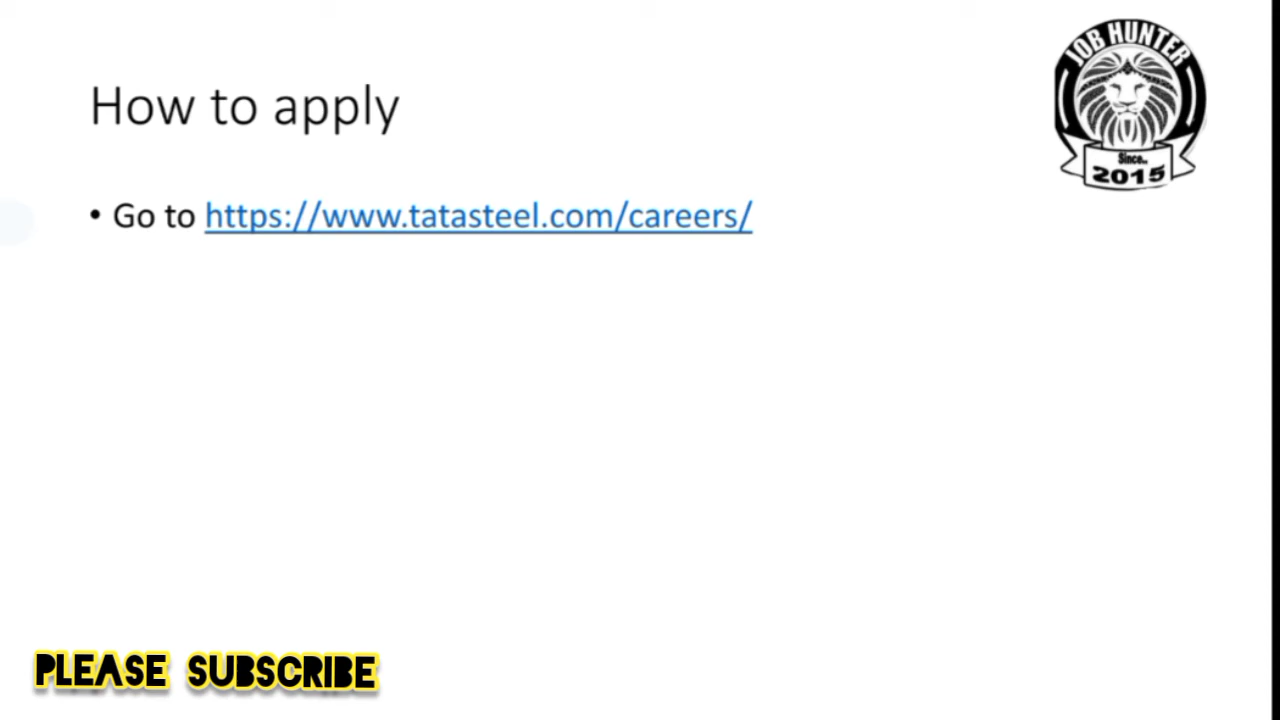 JOB HUNTER
Since..
2015
How to apply
• Go to https://www.tatasteel.com/careers/
PLEASE SUBSCRIBE